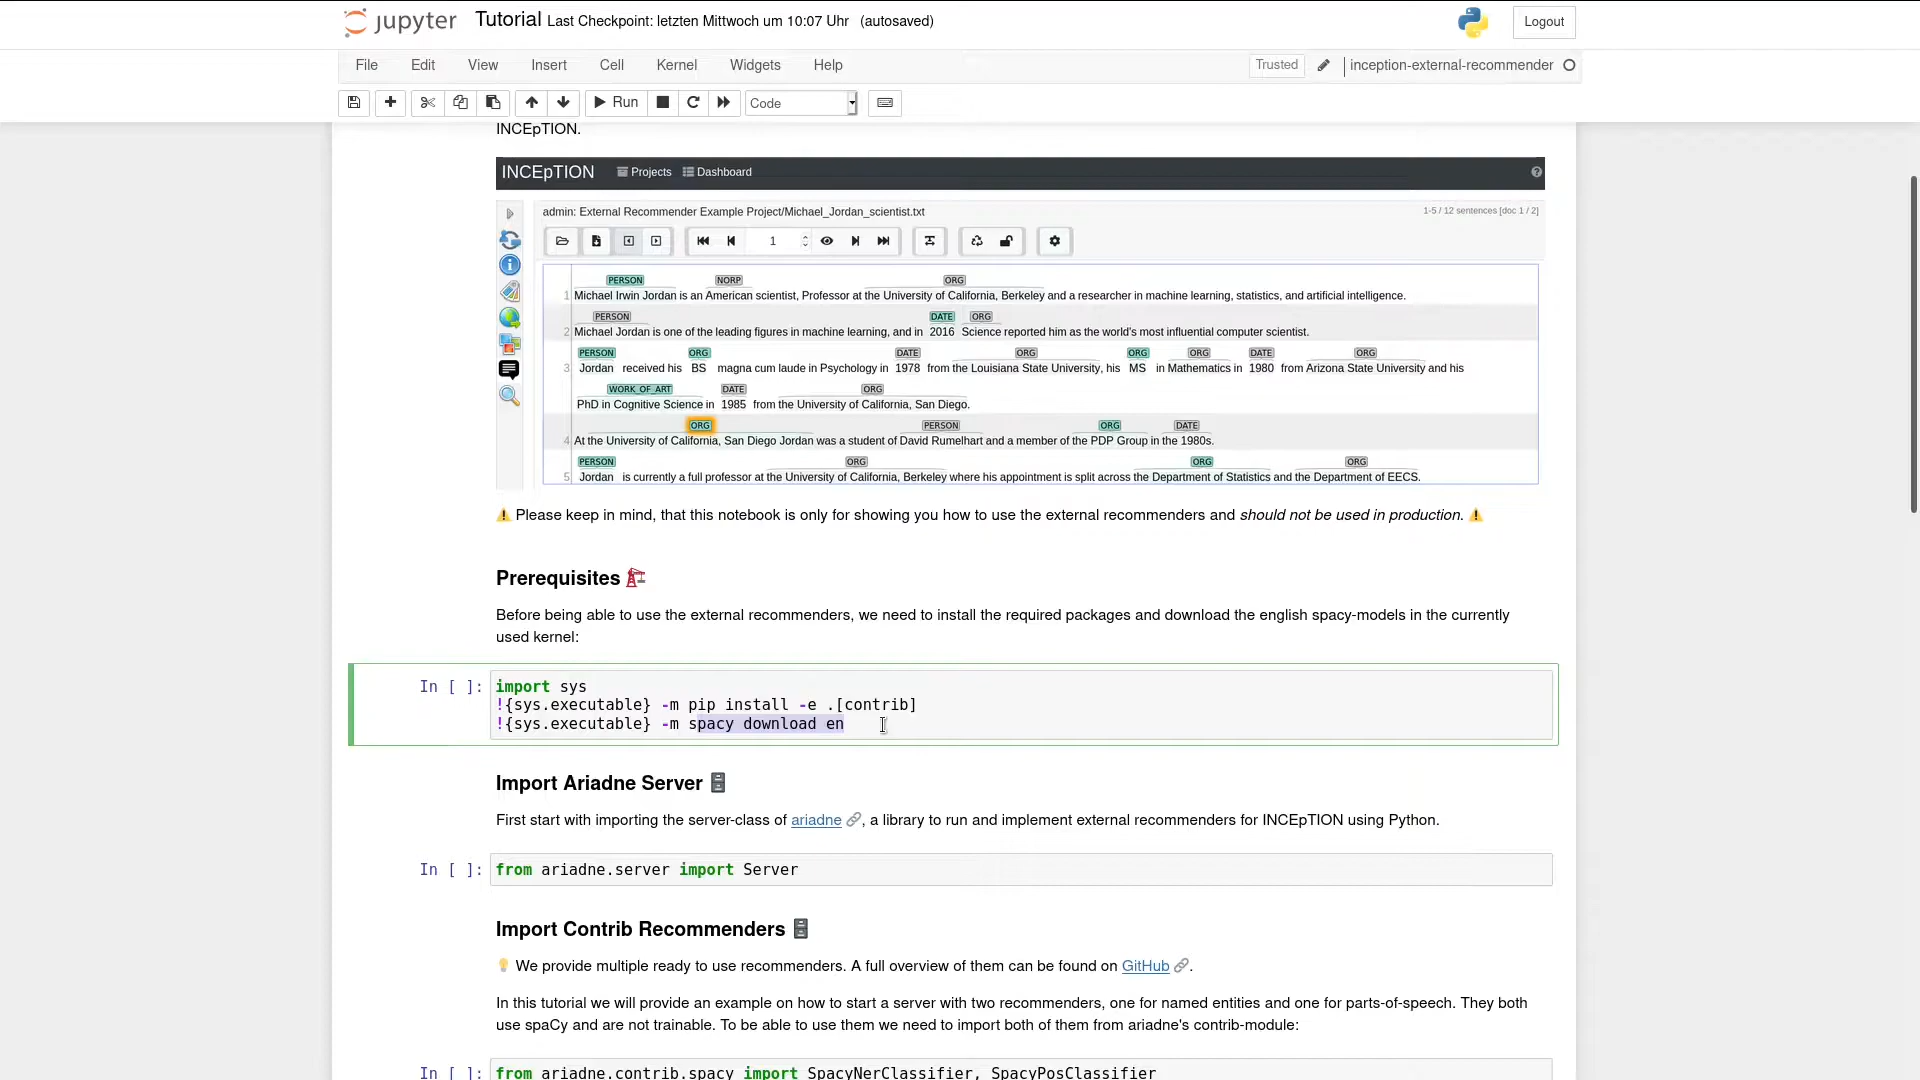 jupyter Tutorial Last Checkpoint: letzten Mittwoch um 10:07 Uhr (autosaved) Logout
File Edit View Insert Cell Kernel Widgets Help Trusted inception-external-recommender
Run Code
INCEpTION.
INCEpTION Projects Dashboard
admin: External Recommender Example Project/Michael_Jordan_scientist.txt 1-5 / 12 sentences [doc 1 / 2]
1
PERSON NORP ORG
1 Michael Irwin Jordan is an American scientist, Professor at the University of California, Berkeley and a researcher in machine learning, statistics, and artificial intelligence.
PERSON DATE ORG
2 Michael Jordan is one of the leading figures in machine learning, and in 2016 Science reported him as the world's most influential computer scientist.
PERSON ORG DATE ORG ORG ORG DATE ORG
3 Jordan received his BS magna cum laude in Psychology in 1978 from the Louisiana State University, his MS in Mathematics in 1980 from Arizona State University and his
WORK_OF_ART DATE ORG
PhD in Cognitive Science in 1985 from the University of California, San Diego.
ORG PERSON ORG DATE
4 At the University of California, San Diego Jordan was a student of David Rumelhart and a member of the PDP Group in the 1980s.
PERSON ORG ORG ORG
5 Jordan is currently a full professor at the University of California, Berkeley where his appointment is split across the Department of Statistics and the Department of EECS.
⚠️ Please keep in mind, that this notebook is only for showing you how to use the external recommenders and should not be used in production. ⚠️
Prerequisites 🏗️
Before being able to use the external recommenders, we need to install the required packages and download the english spacy-models in the currently
used kernel:
In [ ]: import sys
!{sys.executable} -m pip install -e .[contrib]
!{sys.executable} -m spacy download en
Import Ariadne Server 🗄️
First start with importing the server-class of ariadne 🔗, a library to run and implement external recommenders for INCEpTION using Python.
In [ ]: from ariadne.server import Server
Import Contrib Recommenders 🗄️
💡 We provide multiple ready to use recommenders. A full overview of them can be found on GitHub 🔗.
In this tutorial we will provide an example on how to start a server with two recommenders, one for named entities and one for parts-of-speech. They both
use spaCy and are not trainable. To be able to use them we need to import both of them from ariadne's contrib-module:
In [ ]: from ariadne.contrib.spacy import SpacyNerClassifier, SpacyPosClassifier